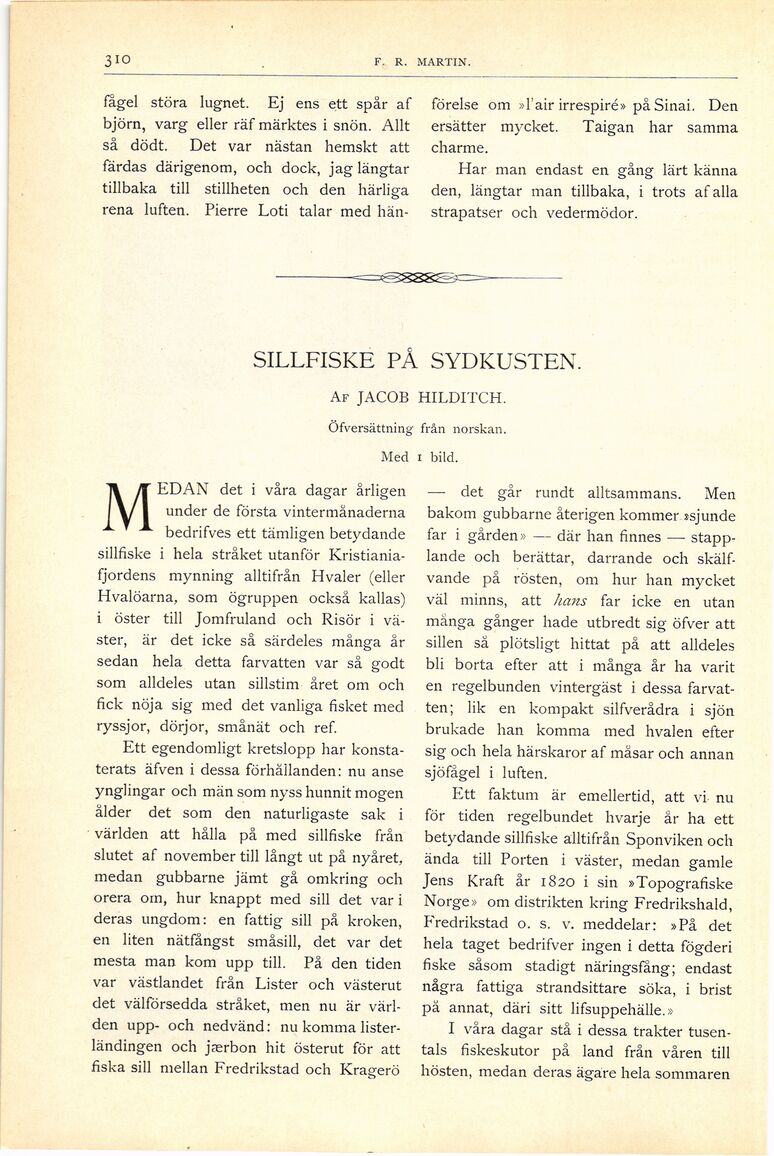 310
F. R. MARTIN.
fågel störa lugnet. Ej ens ett spår af
björn, varg eller räf märktes i snön. Allt
så dödt. Det var nästan hemskt att
färdas därigenom, och dock, jag längtar
tillbaka till stillheten och den härliga
rena luften. Pierre Loti talar med hän-
förelse om »l'air irrespiré» på Sinai. Den
ersätter mycket. Taigan har samma
charme.
Har man endast en gång lärt känna
den, längtar man tillbaka, i trots af alla
strapatser och vedermödor.
SILLFISKE PÅ SYDKUSTEN.
AF JACOB HILDITCH.
Öfversättning från norskan.
Med 1 bild.
MEDAN det i våra dagar årligen
under de första vintermånaderna
bedrifves ett tämligen betydande
sillfiske i hela stråket utanför Kristiania-
fjordens mynning alltifrån Hvaler (eller
Hvalöarna, som ögruppen också kallas)
i öster till Jomfruland och Risör i vä-
ster, är det icke så särdeles många år
sedan hela detta farvatten var så godt
som alldeles utan sillstim året om och
fick nöja sig med det vanliga fisket med
ryssjor, dörjor, smånät och ref.
Ett egendomligt kretslopp har konsta-
terats äfven i dessa förhållanden: nu anse
ynglingar och män som nyss hunnit mogen
ålder det som den naturligaste sak i
världen att hålla på med sillfiske från
slutet af november till långt ut på nyåret,
medan gubbarne jämt gå omkring och
orera om, hur knappt med sill det var i
deras ungdom: en fattig sill på kroken,
en liten nätfångst småsill, det var det
mesta man kom upp till. På den tiden
var västlandet från Lister och västerut
det välförsedda stråket, men nu är värl-
den upp- och nedvänd: nu komma lister-
ländingen och jærbon hit österut för att
fiska sill mellan Fredrikstad och Kragerö
— det går rundt alltsammans. Men
bakom gubbarne återigen kommer »sjunde
far i gården» — där han finnes — stapp-
lande och berättar, darrande och skälf-
vande på rösten, om hur han mycket
väl minns, att hans far icke en utan
många gånger hade utbredt sig öfver att
sillen så plötsligt hittat på att alldeles
bli borta efter att i många år ha varit
en regelbunden vintergäst i dessa farvat-
ten; lik en kompakt silfverådra i sjön
brukade han komma med hvalen efter
sig och hela härskaror af måsar och annan
sjöfågel i luften.
Ett faktum är emellertid, att vi nu
för tiden regelbundet hvarje år ha ett
betydande sillfiske alltifrån Sponviken och
ända till Porten i väster, medan gamle
Jens Kraft år 1820 i sin »Topografiske
Norge» om distrikten kring Fredrikshald,
Fredrikstad o. s. v. meddelar: »På det
hela taget bedrifver ingen i detta fögderi
fiske såsom stadigt näringsfång; endast
några fattiga strandsittare söka, i brist
på annat, däri sitt lifsuppehälle.»
I våra dagar stå i dessa trakter tusen-
tals fiskeskutor på land från våren till
hösten, medan deras ägare hela sommaren